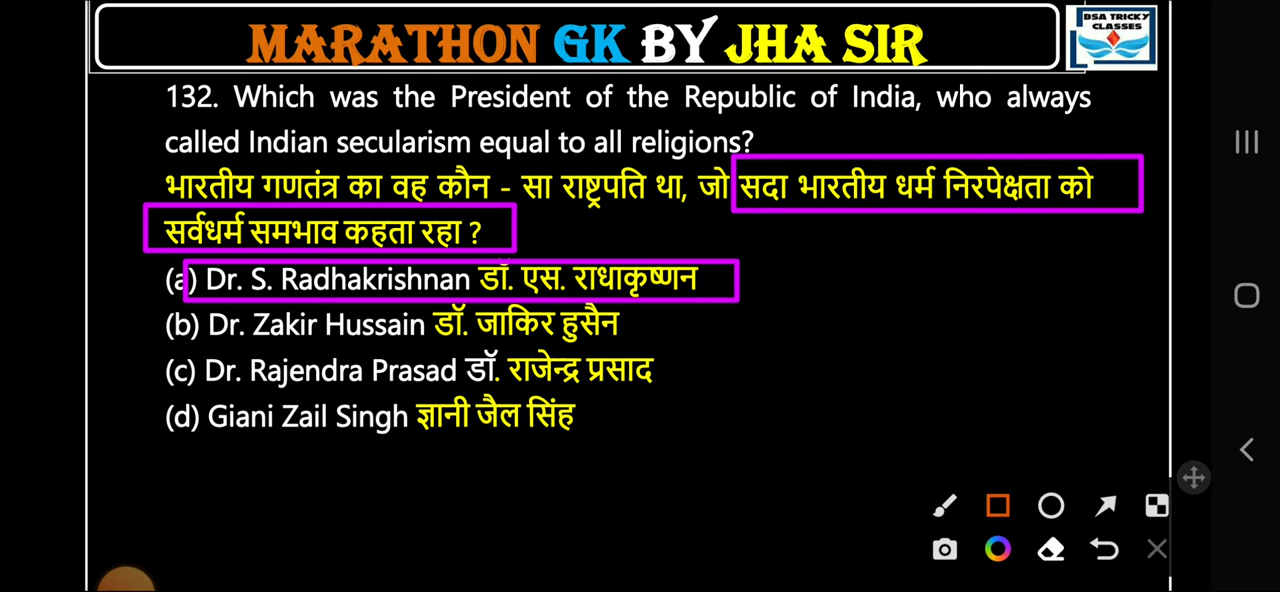 MARATHON GK BY JHA SIR
BSA TRICKY
CLASSES
132. Which was the President of the Republic of India, who always
called Indian secularism equal to all religions?
भारतीय गणतंत्र का वह कौन - सा राष्ट्रपति था, जो सदा भारतीय धर्म निरपेक्षता को
सर्वधर्म समभाव कहता रहा ?
(a) Dr. S. Radhakrishnan डॉ. एस. राधाकृष्णन
(b) Dr. Zakir Hussain डॉ. जाकिर हुसैन
(c) Dr. Rajendra Prasad डॉ. राजेन्द्र प्रसाद
(d) Giani Zail Singh ज्ञानी जैल सिंह